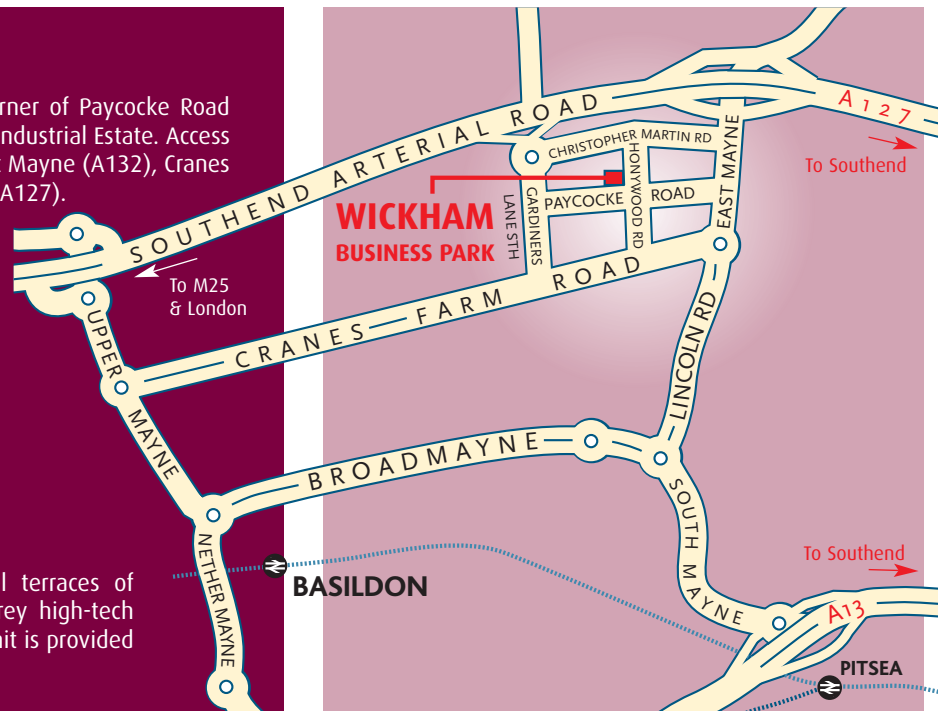 rner of Paycocke Road
ndustrial Estate. Access
t Mayne (A132), Cranes
A127).
SOUTHEND ARTERIAL ROAD
A127
To Southend
CHRISTOPHER MARTIN RD
HONYWOOD RD
EAST MAYNE
PAYCOCKE ROAD
GARDINERS
LANE STH
WICKHAM
BUSINESS PARK
To M25
& London
CRANES FARM ROAD
UPPER
MAYNE
LINCOLN RD
BROADMAYNE
SOUTH MAYNE
NETHER MAYNE
BASILDON
To Southend
A13
PITSEA
l terraces of
rey high-tech
nit is provided